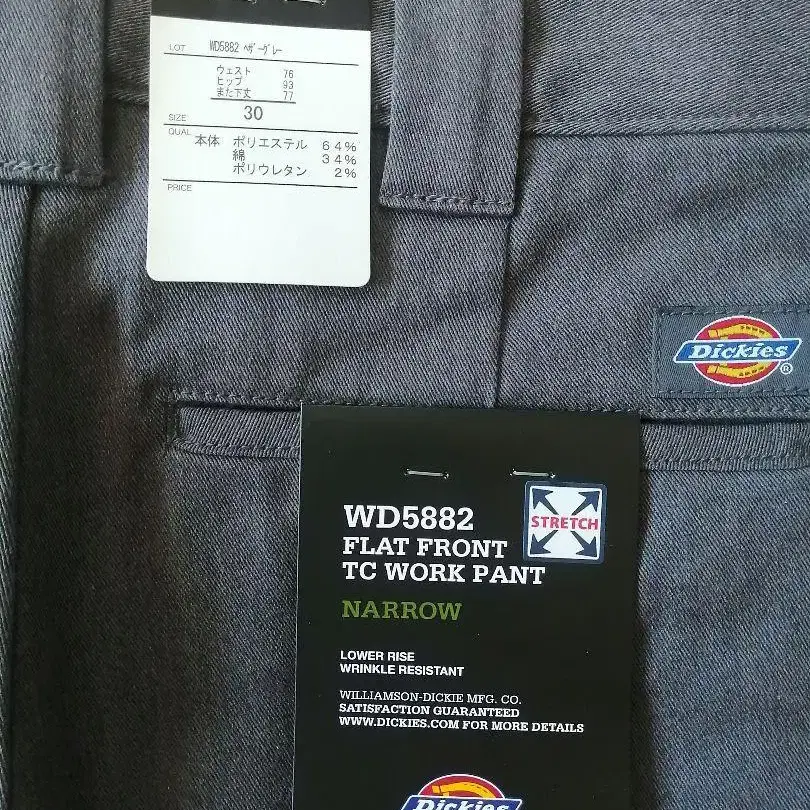 LOT WD5882 ヘザーグレー
ウェスト 76
ヒップ 93
また下丈 77
SIZE 30
QUAL 本体 ポリエステル 64%
綿 34%
ポリウレタン 2%
PRICE
Dickies®
WD5882
STRETCH
FLAT FRONT
TC WORK PANT
NARROW
LOWER RISE
WRINKLE RESISTANT
WILLIAMSON-DICKIE MFG. CO.
SATISFACTION GUARANTEED
WWW.DICKIES.COM FOR MORE DETAILS
Dickies